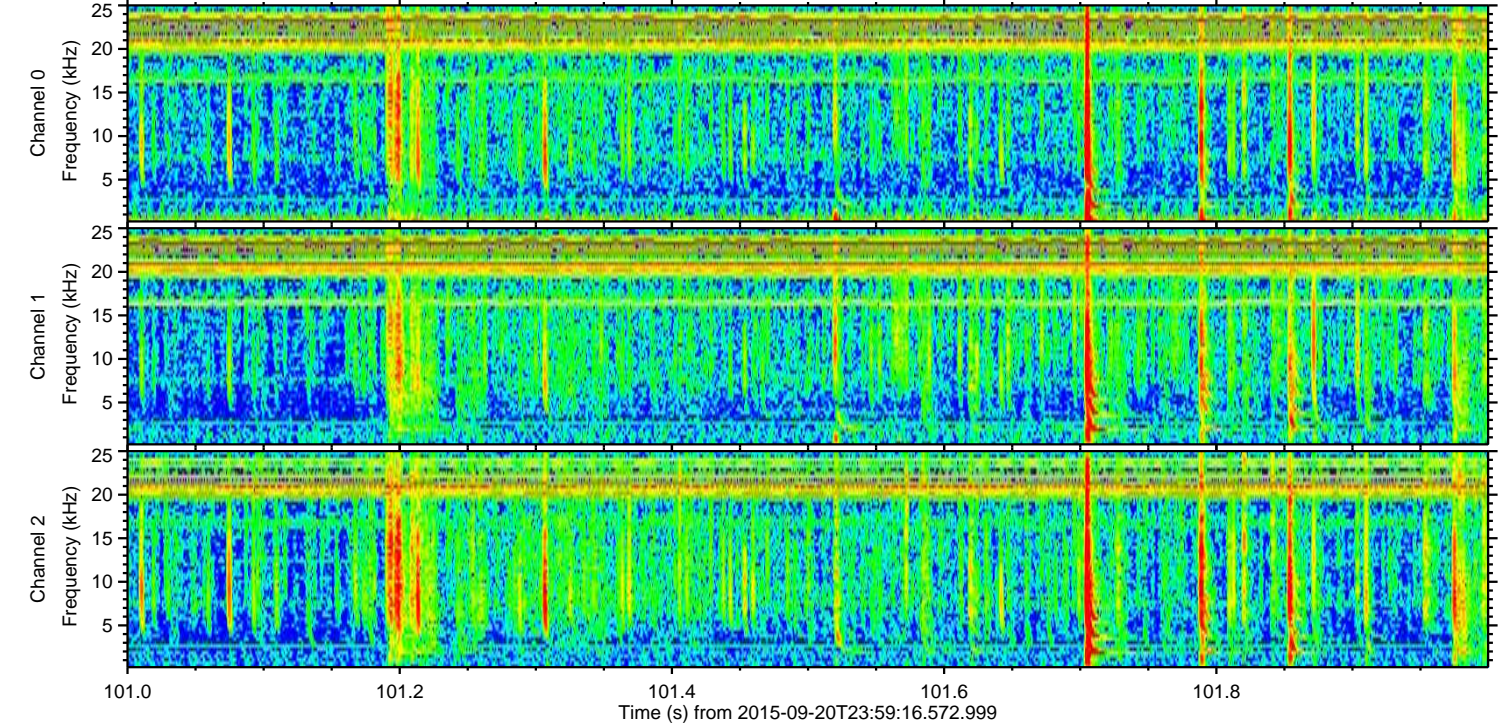 Channel 0
Frequency (kHz)
25
20
15
10
5
Channel 1
Frequency (kHz)
25
20
15
10
5
Channel 2
Frequency (kHz)
25
20
15
10
5
101.0 101.2 101.4 101.6 101.8
Time (s) from 2015-09-20T23:59:16.572.999